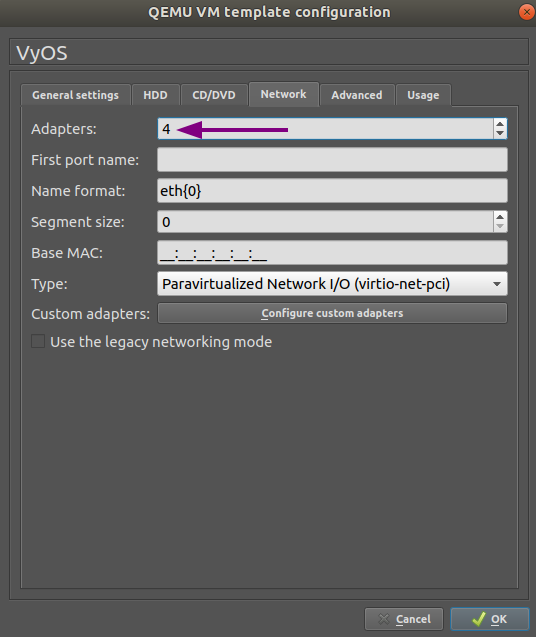 QEMU VM template configuration
VyOS
General settings HDD CD/DVD Network Advanced Usage
Adapters: 4
First port name:
Name format: eth{0}
Segment size: 0
Base MAC: __:__:__:__:__:__
Type: Paravirtualized Network I/O (virtio-net-pci)
Custom adapters: Configure custom adapters
Use the legacy networking mode
Cancel OK